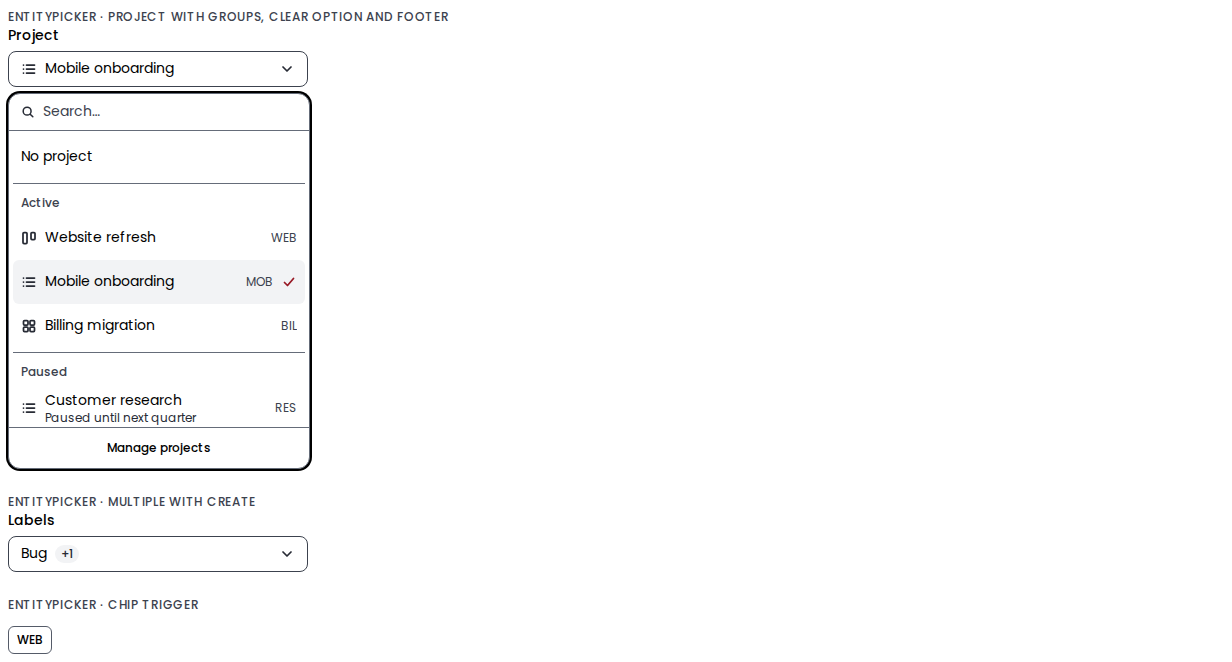 ENTITYPICKER · PROJECT WITH GROUPS, CLEAR OPTION AND FOOTER
Project
Mobile onboarding
Search…
No project
Active
Website refresh WEB
Mobile onboarding MOB
Billing migration BIL
Paused
Customer research RES
Paused until next quarter
Manage projects
ENTITYPICKER · MULTIPLE WITH CREATE
Labels
Bug +1
ENTITYPICKER · CHIP TRIGGER
WEB